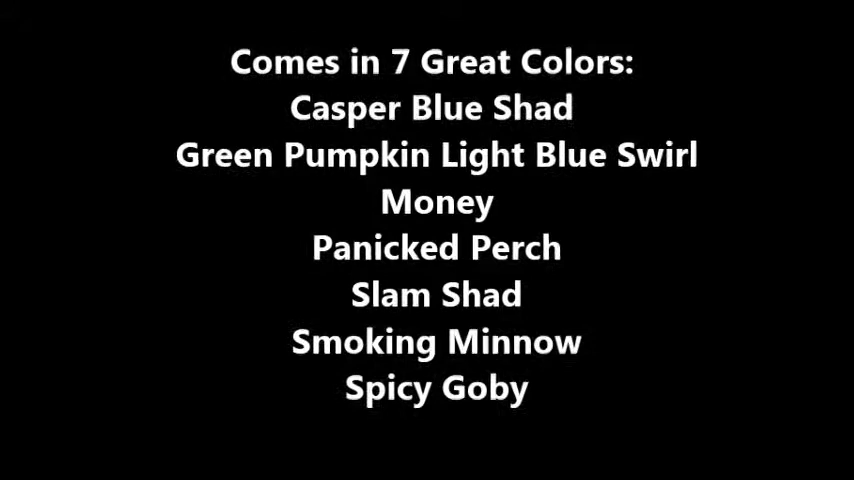 Comes in 7 Great Colors:
Casper Blue Shad
Green Pumpkin Light Blue Swirl
Money
Panicked Perch
Slam Shad
Smoking Minnow
Spicy Goby